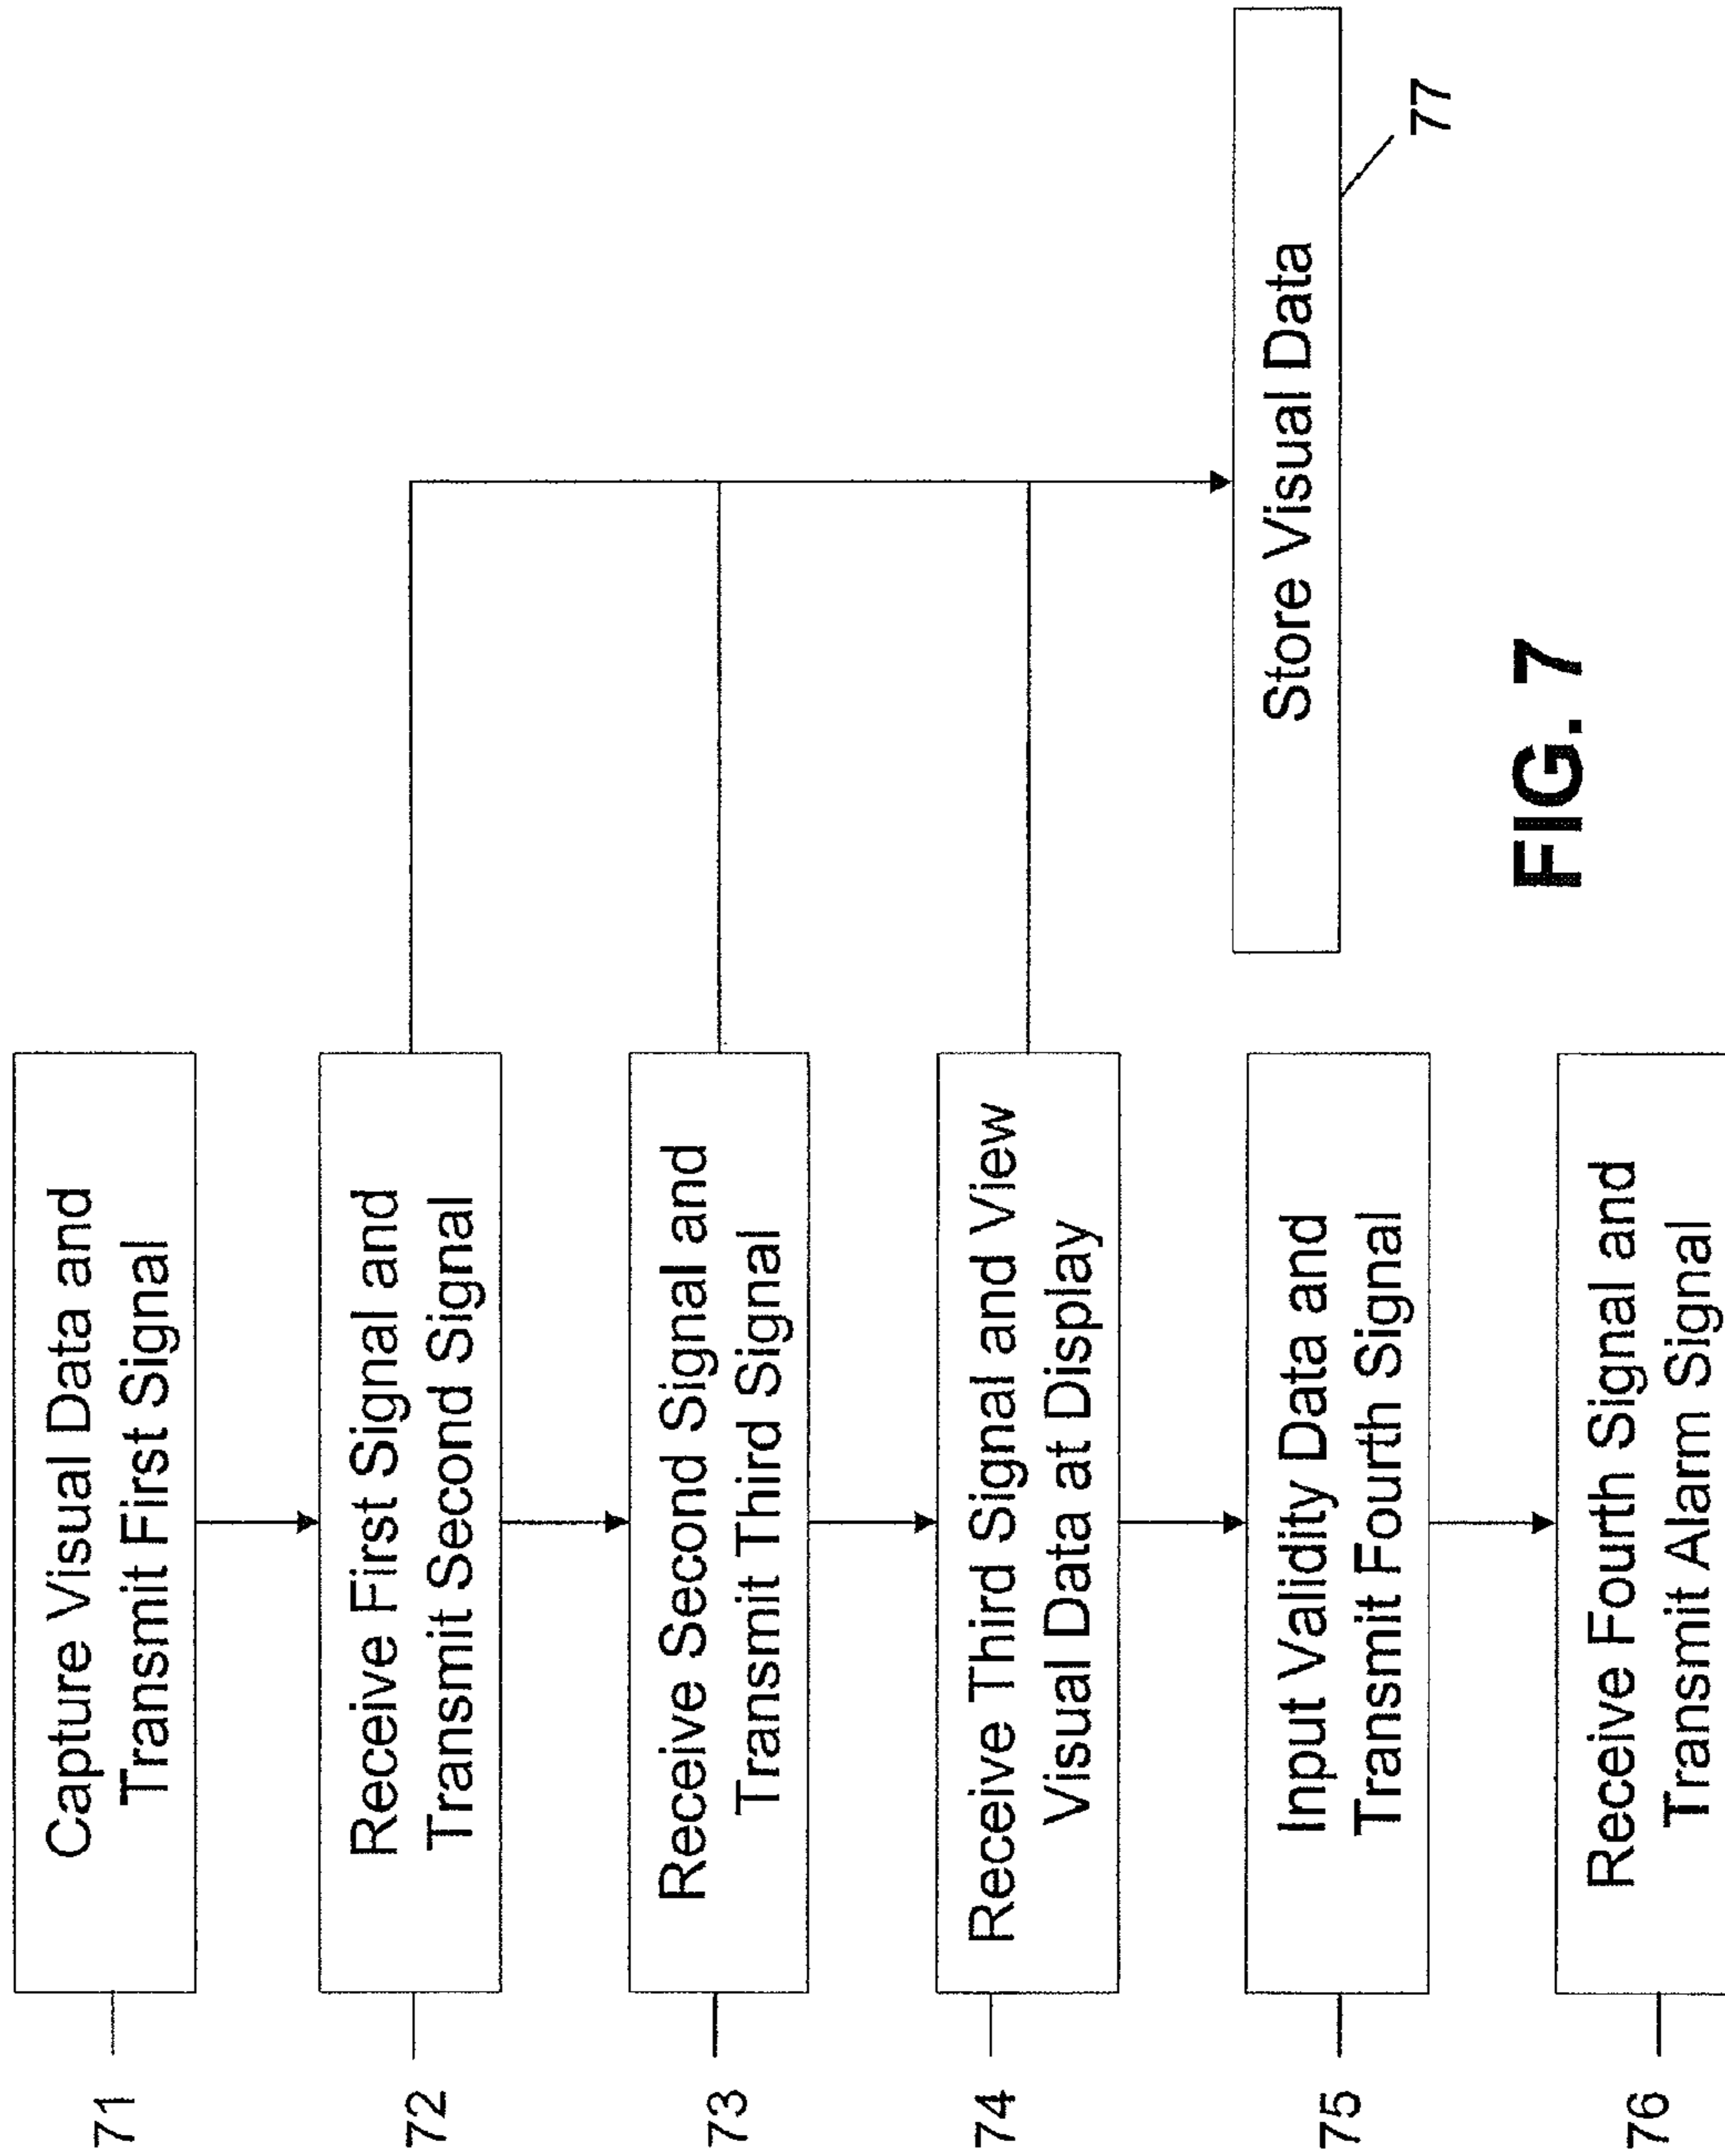 71
Capture Visual Data and
Transmit First Signal
72
Receive First Signal and
Transmit Second Signal
73
Receive Second Signal and
Transmit Third Signal
74
Receive Third Signal and View
Visual Data at Display
75
Input Validity Data and
Transmit Fourth Signal
76
Receive Fourth Signal and
Transmit Alarm Signal
Store Visual Data
77
FIG. 7